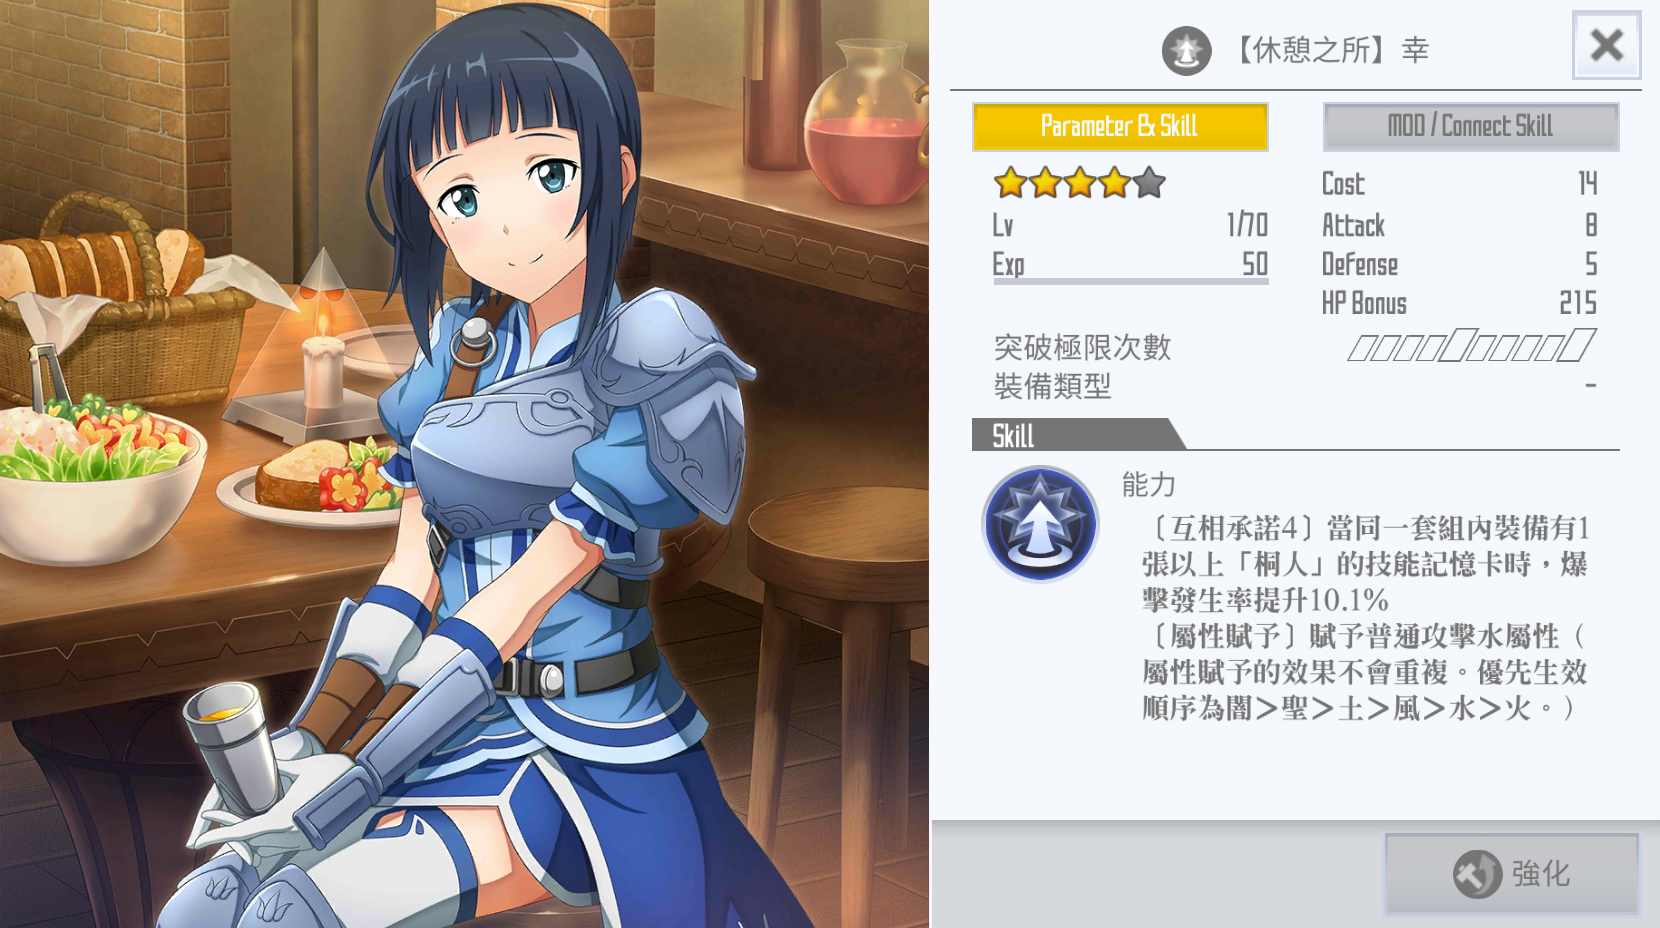 【休憩之所】幸
Parameter & Skill
MOD / Connect Skill
Lv 1/70
Exp 50
Cost 14
Attack 8
Defense 5
HP Bonus 215
突破極限次數
裝備類型 -
Skill
能力
〔互相承諾4〕當同一套組內裝備有1
張以上「桐人」的技能記憶卡時，爆
擊發生率提升10.1%
〔屬性賦予〕賦予普通攻擊水屬性（
屬性賦予的效果不會重複。優先生效
順序為闇＞聖＞土＞風＞水＞火。）
強化